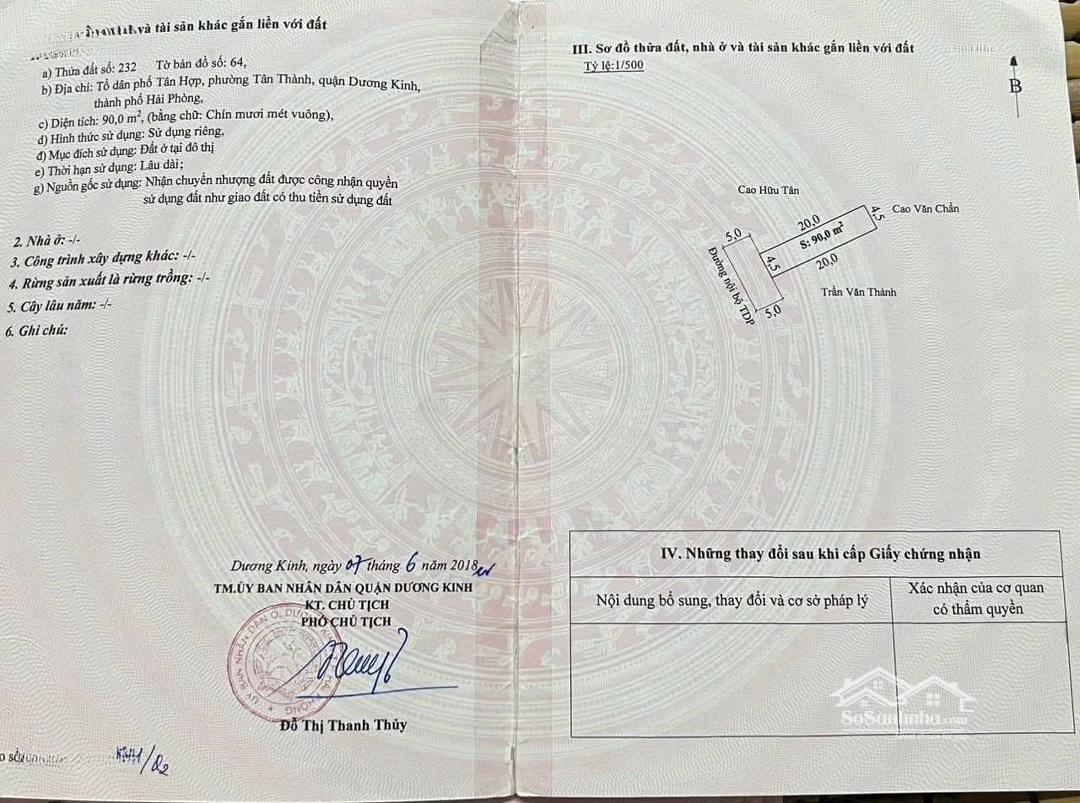 và tài sản khác gắn liền với đất
a) Thửa đất số: 232 Tờ bản đồ số: 64,
b) Địa chỉ: Tổ dân phố Tân Hợp, phường Tân Thành, quận Dương Kinh,
thành phố Hải Phòng,
c) Diện tích: 90,0 m², (bằng chữ: Chín mươi mét vuông),
d) Hình thức sử dụng: Sử dụng riêng,
đ) Mục đích sử dụng: Đất ở tại đô thị
e) Thời hạn sử dụng: Lâu dài;
g) Nguồn gốc sử dụng: Nhận chuyển nhượng đất được công nhận quyền
sử dụng đất như giao đất có thu tiền sử dụng đất
2. Nhà ở: -/-
3. Công trình xây dựng khác: -/-
4. Rừng sản xuất là rừng trồng: -/-
5. Cây lâu năm: -/-
6. Ghi chú:
Dương Kinh, ngày 07 tháng 6 năm 2018
TM.ỦY BAN NHÂN DÂN QUẬN DƯƠNG KINH
KT. CHỦ TỊCH
PHÓ CHỦ TỊCH
Đỗ Thị Thanh Thủy
III. Sơ đồ thửa đất, nhà ở và tài sản khác gắn liền với đất
Tỷ lệ:1/500
B
Cao Hữu Tân
20,0
4,5
Cao Văn Chẩn
5,0
S: 90,0 m²
4,5
20,0
Đường nội bộ TDP
Trần Văn Thành
5,0
IV. Những thay đổi sau khi cấp Giấy chứng nhận
Nội dung bổ sung, thay đổi và cơ sở pháp lý
Xác nhận của cơ quan
có thẩm quyền
SoSanNha.com